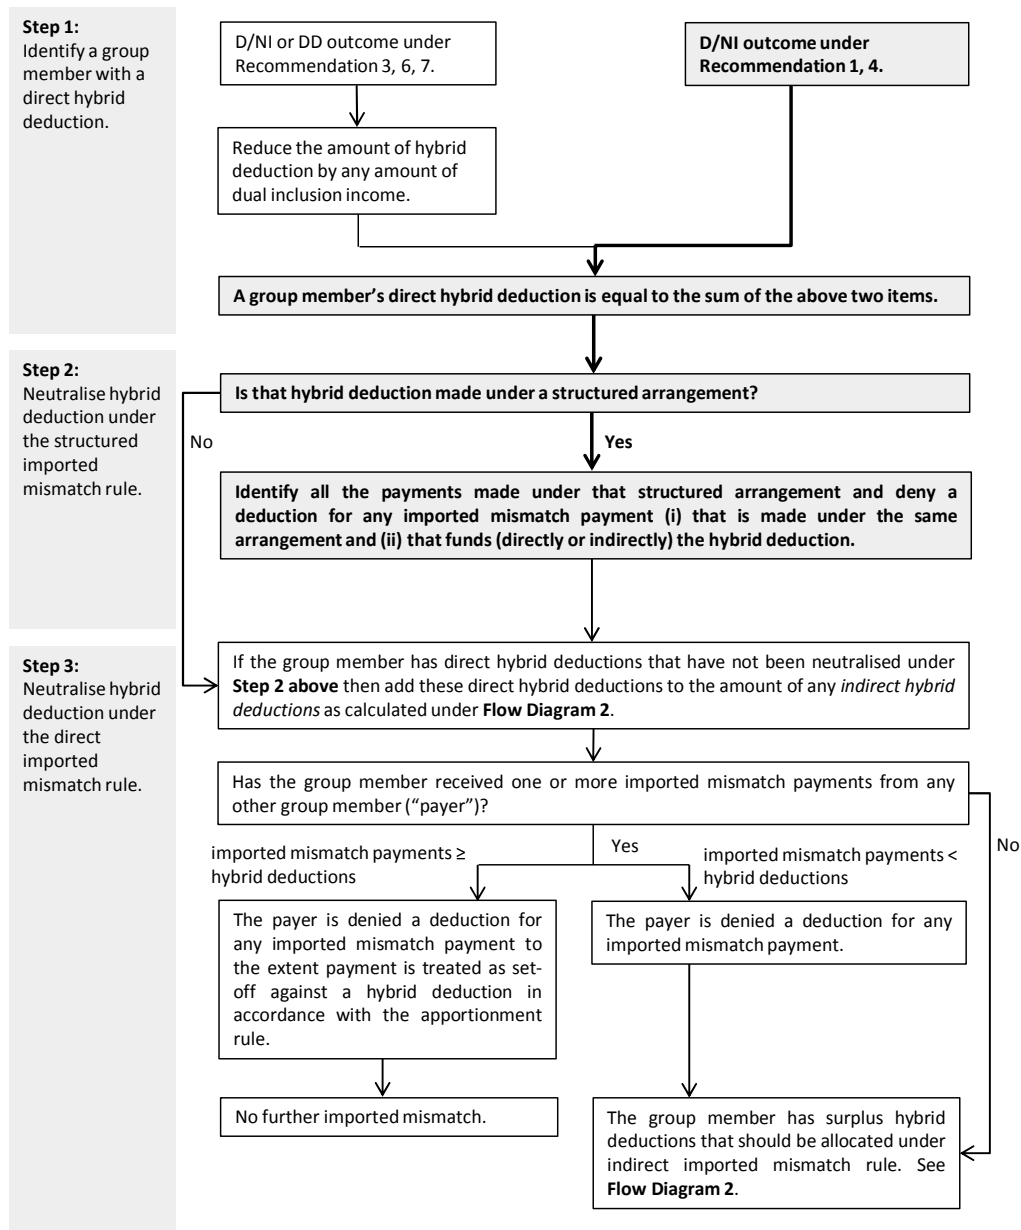 Step 1:
Identify a group
member with a
direct hybrid
deduction.
D/NI or DD outcome under
Recommendation 3, 6, 7.
D/NI outcome under
Recommendation 1, 4.
Reduce the amount of hybrid
deduction by any amount of
dual inclusion income.
A group member’s direct hybrid deduction is equal to the sum of the above two items.
Step 2:
Neutralise hybrid
deduction under
the structured
imported
mismatch rule.
Is that hybrid deduction made under a structured arrangement?
No
Yes
Identify all the payments made under that structured arrangement and deny a
deduction for any imported mismatch payment (i) that is made under the same
arrangement and (ii) that funds (directly or indirectly) the hybrid deduction.
Step 3:
Neutralise hybrid
deduction under
the direct
imported
mismatch rule.
If the group member has direct hybrid deductions that have not been neutralised under
Step 2 above then add these direct hybrid deductions to the amount of any indirect hybrid
deductions as calculated under Flow Diagram 2.
Has the group member received one or more imported mismatch payments from any
other group member (“payer”)?
Yes
No
imported mismatch payments ≥
hybrid deductions
imported mismatch payments <
hybrid deductions
The payer is denied a deduction for
any imported mismatch payment to
the extent payment is treated as set-
off against a hybrid deduction in
accordance with the apportionment
rule.
The payer is denied a deduction for any
imported mismatch payment.
No further imported mismatch.
The group member has surplus hybrid
deductions that should be allocated under
indirect imported mismatch rule. See
Flow Diagram 2.